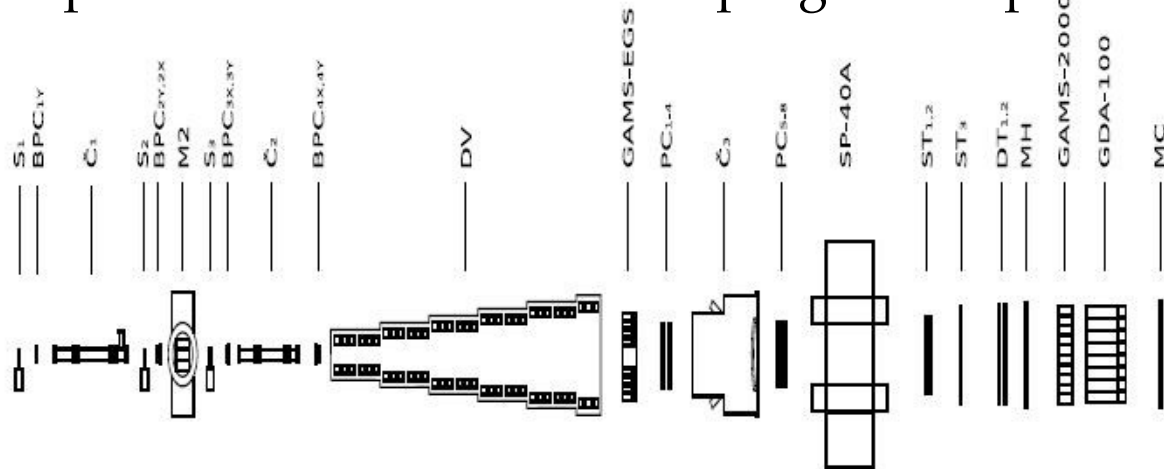 S₁
BPC₁Y
Č₁
S₂
BPC₂Y,₂X
M2
S₃
BPC₃X,₃Y
Č₂
BPC₄X,₄Y
DV
GAMS-EGS
PC₁₋₄
Č₃
PC₅₋₈
SP-40A
ST₁,₂
ST₃
DT₁,₂
MH
GAMS-2000
GDA-100
MC